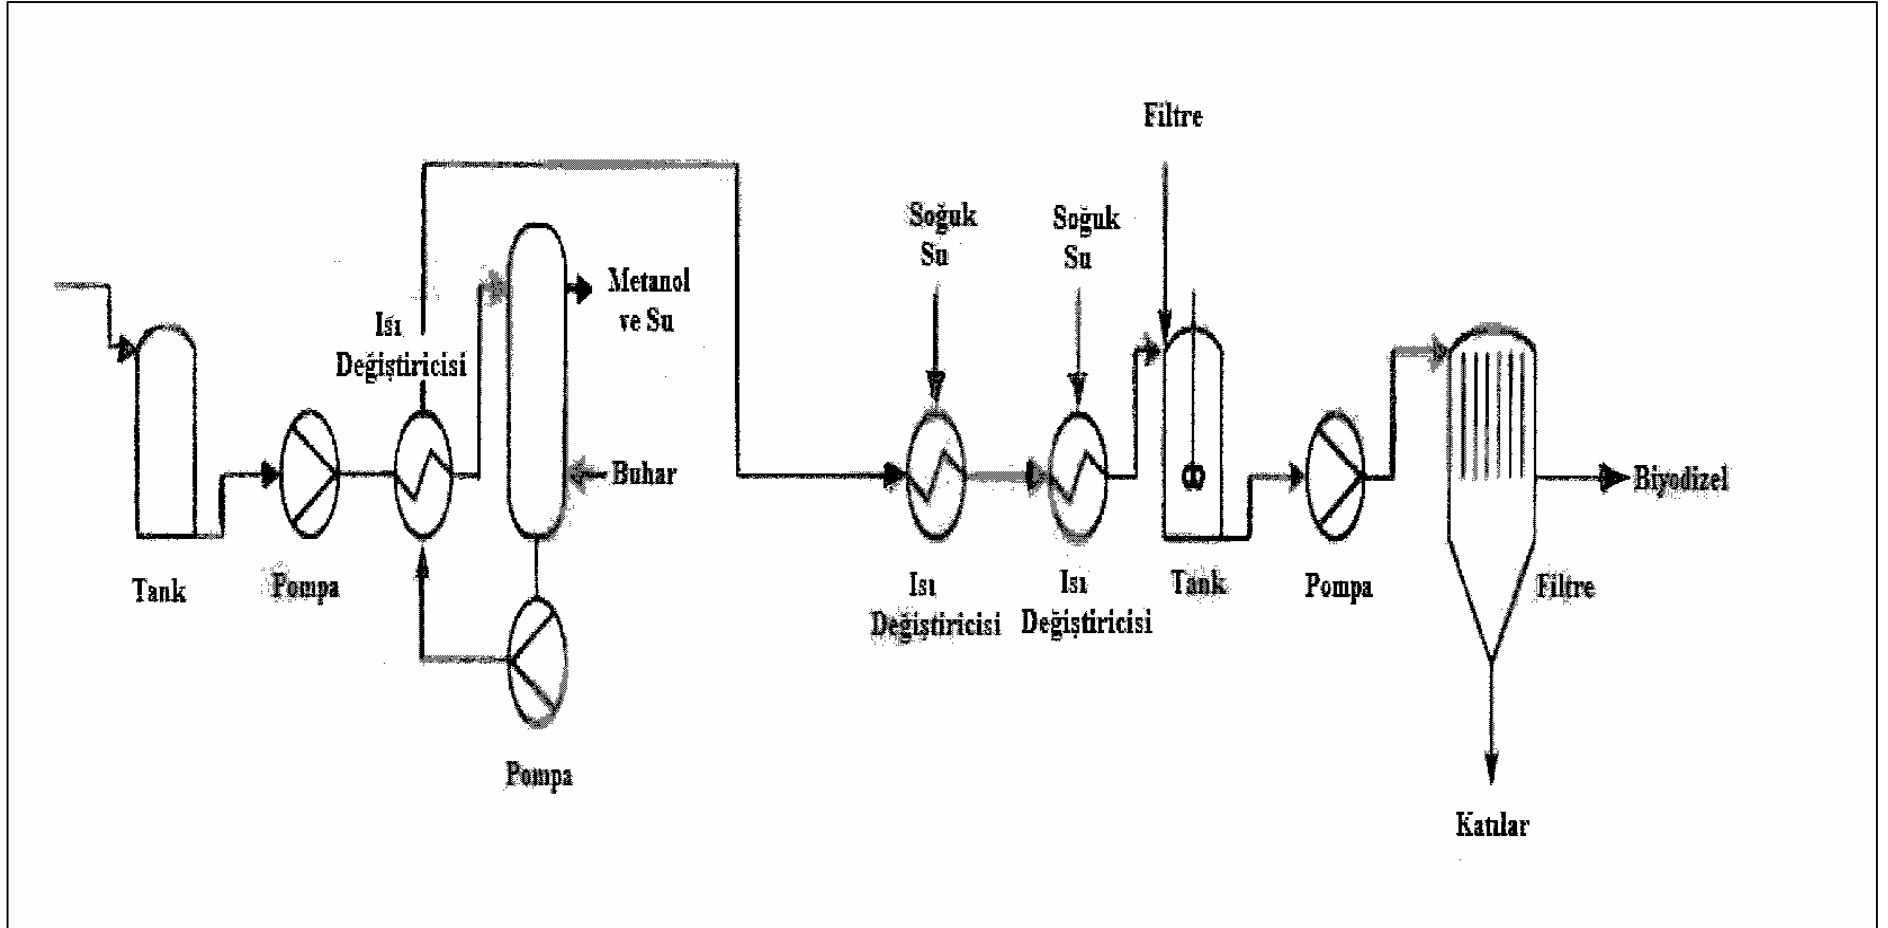 Filtre
Soğuk
Su
Soğuk
Su
Metanol
ve Su
Isı
Değiştiricisi
Buhar
Biyodizel
Tank
Pompa
Isı
Değiştiricisi
Isı
Değiştiricisi
Tank
Pompa
Filtre
Pompa
Katılar